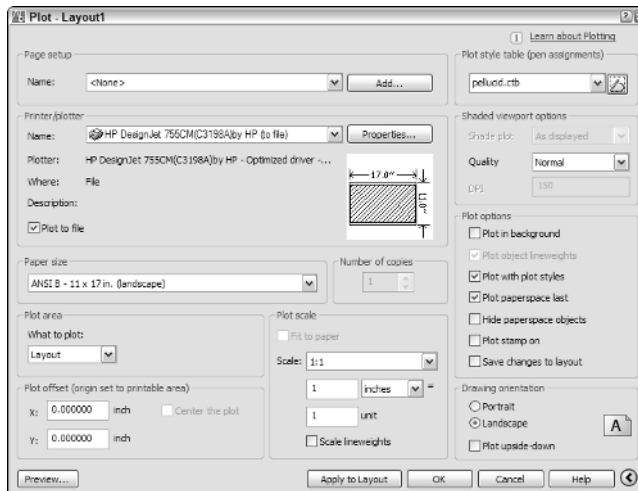 Plot - Layout1
Learn about Plotting
Page setup
Name: <None> Add...
Plot style table (pen assignments)
pellucid.ctb
Printer/plotter
Name: HP DesignJet 755CM(C3198A)by HP (to file) Properties...
Plotter: HP DesignJet 755CM(C3198A)by HP - Optimized driver -...
Where: File
Description:
Plot to file
17.0''
11.0''
Shaded viewport options
Shade plot: As displayed
Quality Normal
DPI 150
Paper size
ANSI B - 11 x 17 in. (landscape)
Number of copies
1
Plot area
What to plot:
Layout
Plot scale
Fit to paper
Scale: 1:1
1 inches =
1 unit
Scale lineweights
Plot offset (origin set to printable area)
X: 0.000000 inch Center the plot
Y: 0.000000 inch
Plot options
Plot in background
Plot object lineweights
Plot with plot styles
Plot paperspace last
Hide paperspace objects
Plot stamp on
Save changes to layout
Drawing orientation
Portrait
Landscape
Plot upside-down
A
Preview... Apply to Layout OK Cancel Help